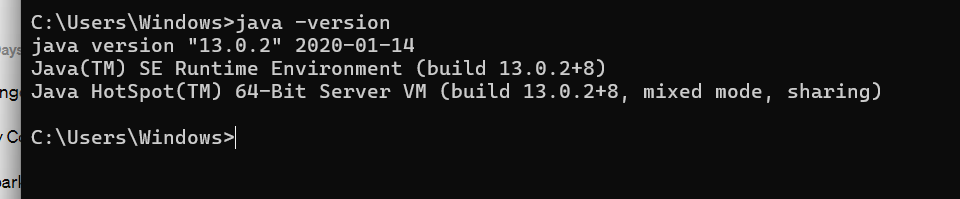 C:\Users\Windows>java -version
java version "13.0.2" 2020-01-14
Java(TM) SE Runtime Environment (build 13.0.2+8)
Java HotSpot(TM) 64-Bit Server VM (build 13.0.2+8, mixed mode, sharing)
C:\Users\Windows>
Days